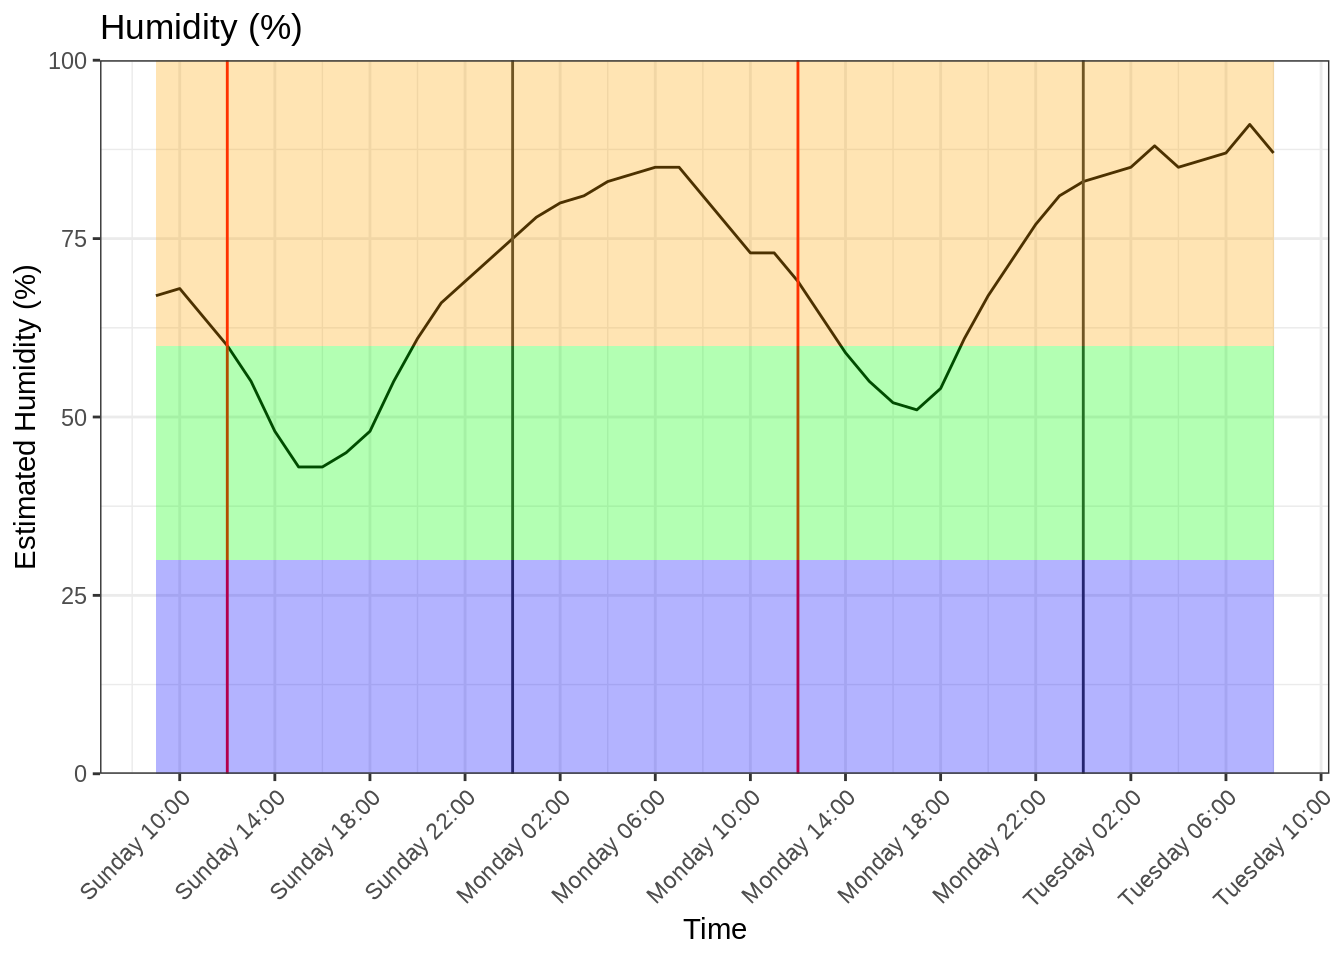 Humidity (%)
Estimated Humidity (%)
100
75
50
25
0
Sunday 10:00
Sunday 14:00
Sunday 18:00
Sunday 22:00
Monday 02:00
Monday 06:00
Monday 10:00
Monday 14:00
Monday 18:00
Monday 22:00
Tuesday 02:00
Tuesday 06:00
Tuesday 10:00
Time